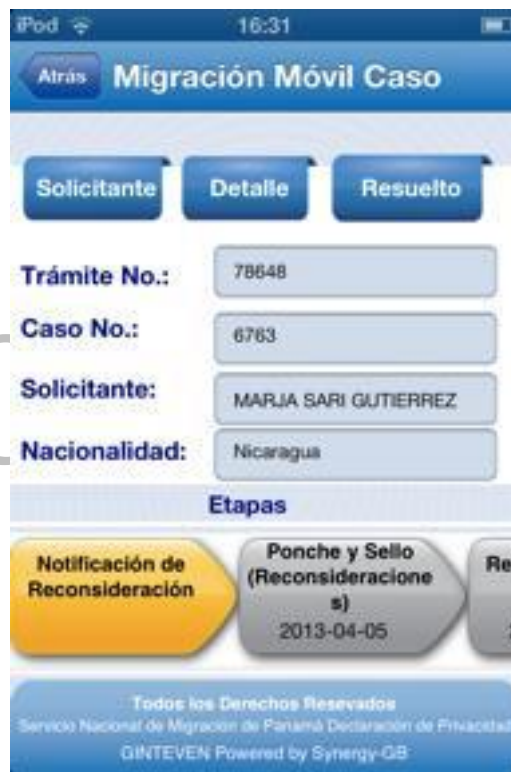 iPod 16:31
Atrás Migración Móvil Caso
Solicitante Detalle Resuelto
Trámite No.: 78648
Caso No.: 6763
Solicitante: MARJA SARI GUTIERREZ
Nacionalidad: Nicaragua
Etapas
Notificación de
Reconsideración
Ponche y Sello
(Reconsideracione
s)
2013-04-05
Re
Todos los Derechos Resevados
Servicio Nacional de Migración de Panamá Declaración de Privacidad
GINTEVEN Powered by Synergy-GB